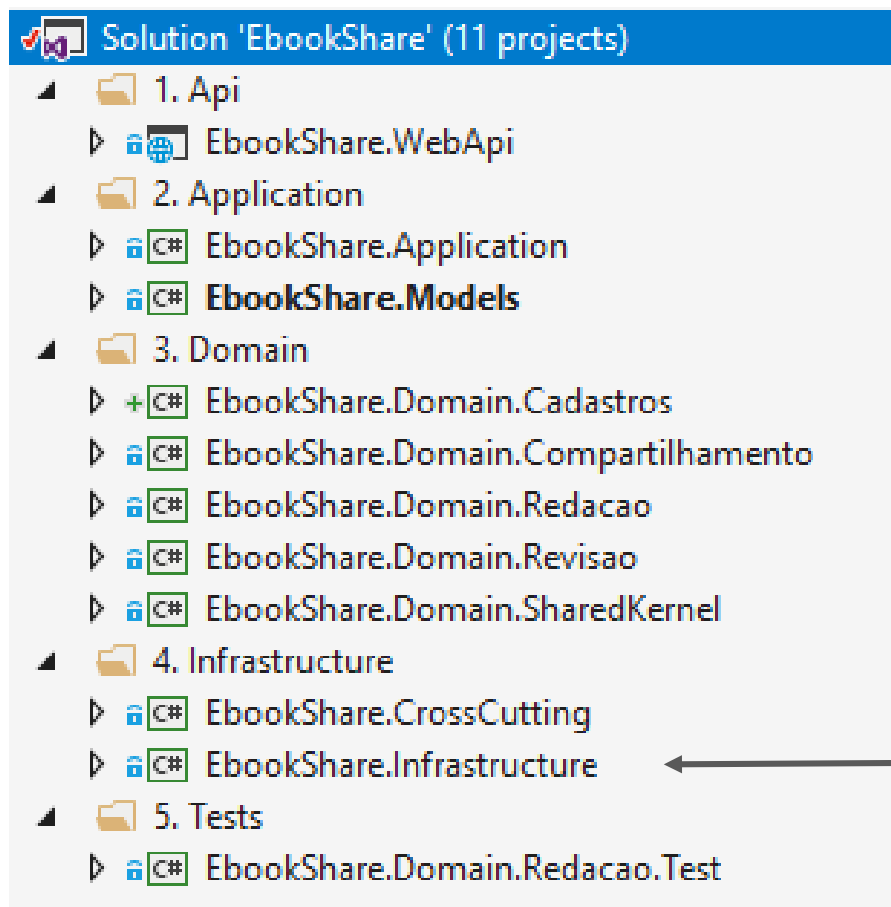 Solution 'EbookShare' (11 projects)
1. Api
EbookShare.WebApi
2. Application
C# EbookShare.Application
C# EbookShare.Models
3. Domain
C# EbookShare.Domain.Cadastros
C# EbookShare.Domain.Compartilhamento
C# EbookShare.Domain.Redacao
C# EbookShare.Domain.Revisao
C# EbookShare.Domain.SharedKernel
4. Infrastructure
C# EbookShare.CrossCutting
C# EbookShare.Infrastructure
5. Tests
C# EbookShare.Domain.Redacao.Test